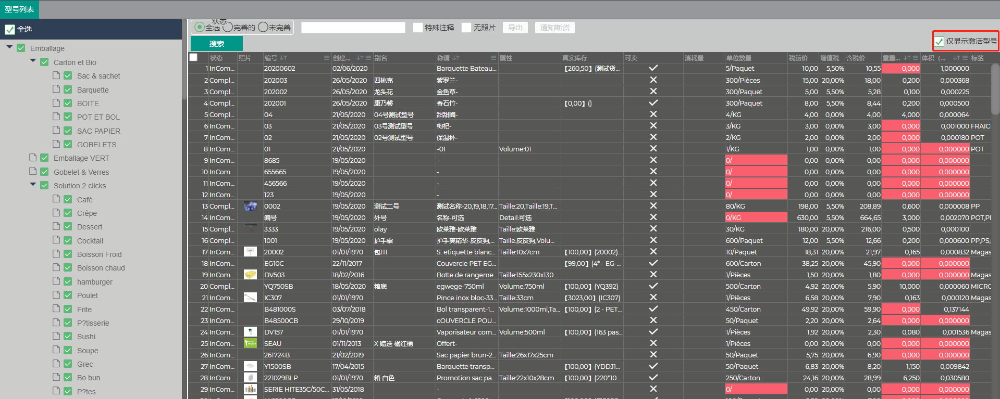 型号列表
全选
Emballage
Carton et Bio
Sac & sachet
Barquette
BOITE
POT ET BOL
SAC PAPIER
GOBELETS
Emballage VERT
Gobelet & Verres
Solution 2 clicks
Café
Crèpe
Dessert
Cocktail
Boisson Froid
Boisson chaud
hamburger
Poulet
Frite
P?tisserie
Sushi
Soupe
Grec
Bo bun
P?tes
状态
全选 完善的 未完善 特殊注释 无照片 导出 通知断货
搜索 仅显示激活型号
状态 照片 编号 创建... 别名 称谓 属性 真实库存 可卖 消耗量 单位数量 税前价 增值税 含税价 重量... 体积（... 标签
1 InCom... 20200602 02/06/2020 Barquette Bateau... 【260,50】(测试货... 5/Paquet 10,00 5,50% 10,55 0,000 1,000000
2 Compl... 202003 26/05/2020 四桃克 紫罗兰- 300/Pièces 15,00 20,00% 18,00 0,200 0,000368
3 Compl... 202002 26/05/2020 龙头花 金鱼草- 300/Paquet 5,00 5,50% 5,28 0,100 0,000225
4 Compl... 202001 26/05/2020 康乃馨 香石竹- 【0,00】() 300/Paquet 8,00 5,50% 8,44 0,200 0,000500
5 Compl... 04 21/05/2020 04号测试型号 甜甜圈- 4/KG 4,00 0,00% 4,00 4,000 0,000064
6 InCom... 03 21/05/2020 03号测试型号 枸杞- 3/KG 3,00 0,00% 3,00 0,000 0,001000 FRAIC
7 InCom... 02 21/05/2020 02号测试型号 保温杯- 2/KG 2,00 0,00% 2,00 0,000 0,000180 POT
8 InCom... 01 21/05/2020 -01 Volume:01 1/KG 1,00 0,00% 1,00 0,000 0,000000 POT
9 InCom... 8685 19/05/2020 - 0/ 0,00 0,00% 0,00 0,000 0,000000
10 InCom... 655665 19/05/2020 - 0/ 0,00 0,00% 0,00 0,000 0,000000
11 InCom... 456566 19/05/2020 - 0/ 0,00 0,00% 0,00 0,000 0,000000
12 InCom... 123 19/05/2020 - 0/ 0,00 0,00% 0,00 0,000 0,000000
13 InCom... 0002 19/05/2020 测试二号 测试名称-20,19,18,17... Taille:20,Taille:19,T... 80/KG 198,00 5,50% 208,89 0,600 0,000008 PP
14 InCom... 编号 19/05/2020 外号 名称-可选 Detail:可选 0/KG 630,00 5,50% 664,65 3,000 0,002070 POT,P
15 Compl... 3333 19/05/2020 olay 欧莱雅-欧莱雅 Taille:欧莱雅 30/KG 180,00 20,00% 216,00 0,500 0,000100
16 Compl... 1001 19/05/2020 护手霜 护手爽精华-皮皮狗,... Taille:皮皮狗,Volu... 600/Paquet 12,00 5,50% 12,66 0,200 0,000600 PP,PS,
17 InCom... 20002 01/01/1970 包111 S. etiquette blanc... Taille:10x7cm 【100,00】(20002)... 10/Paquet 18,31 20,00% 21,97 0,165 0,000832 Magas
18 InCom... EG10C 22/11/2017 Couvercle PET EG... 【99,00】(4* - EG-... 600/Carton 38,25 20,00% 45,90 0,000 0,000000
19 InCom... DV503 18/02/2016 Boîte de rangeme... Taille:155x230x130 ... 1/Pièces 1,50 20,00% 1,80 0,000 0,000000 Magas
20 Compl... YQ750SB 18/05/2020 箱底 egwege-750ml Volume:750ml 【100,00】(YQ392) 500/Carton 4,92 20,00% 5,90 10,000 0,000060 MICRO
21 InCom... IC307 01/01/1970 Pince inox bloc-33... Taille:33cm 【3023,00】(IC307) 1/Pièces 6,58 20,00% 7,90 0,163 0,000120 Magas
22 InCom... B481000S 03/07/2018 Bol transparent-1... Volume:1000ml,Ta... 【100,00】(2 - PET... 450/Carton 49,92 20,00% 59,90 0,000 0,137144
23 InCom... B48500CB 29/10/2019 cOUVERCLE POU... 50/Paquet 2,20 20,00% 2,64 0,000 0,000000
24 InCom... DV157 01/01/1970 Vaporisateur com... Volume:500ml 【100,00】(163 pas... 1/Pièces 1,92 20,00% 2,30 0,080 0,001536 Magas
25 InCom... SEAU 01/11/2013 X 赠送 橘红桶 Offert- 1/Pièces 0,00 20,00% 0,00 0,000 0,000000
26 InCom... 261724B 21/02/2019 Sac papier brun-2... Taille:26x17x25cm 50/Paquet 5,75 20,00% 6,90 0,000 0,000000
27 InCom... Y1500SB 17/04/2015 Barquette transp... 【100,00】(YDDJ1... 50/Paquet 6,83 20,00% 8,20 1,150 0,009842
28 InCom... 221029BLP 01/01/1970 箱 白色 Promotion sac pa... Taille:22x10x28cm 【100,00】(220*10... 250/Carton 24,16 20,00% 28,99 6,250 0,030580
29 InCom... SERIE HITE35C/50C... 31/05/2018 - 0/ 0,00 20,00% 0,00 0,000 0,000000